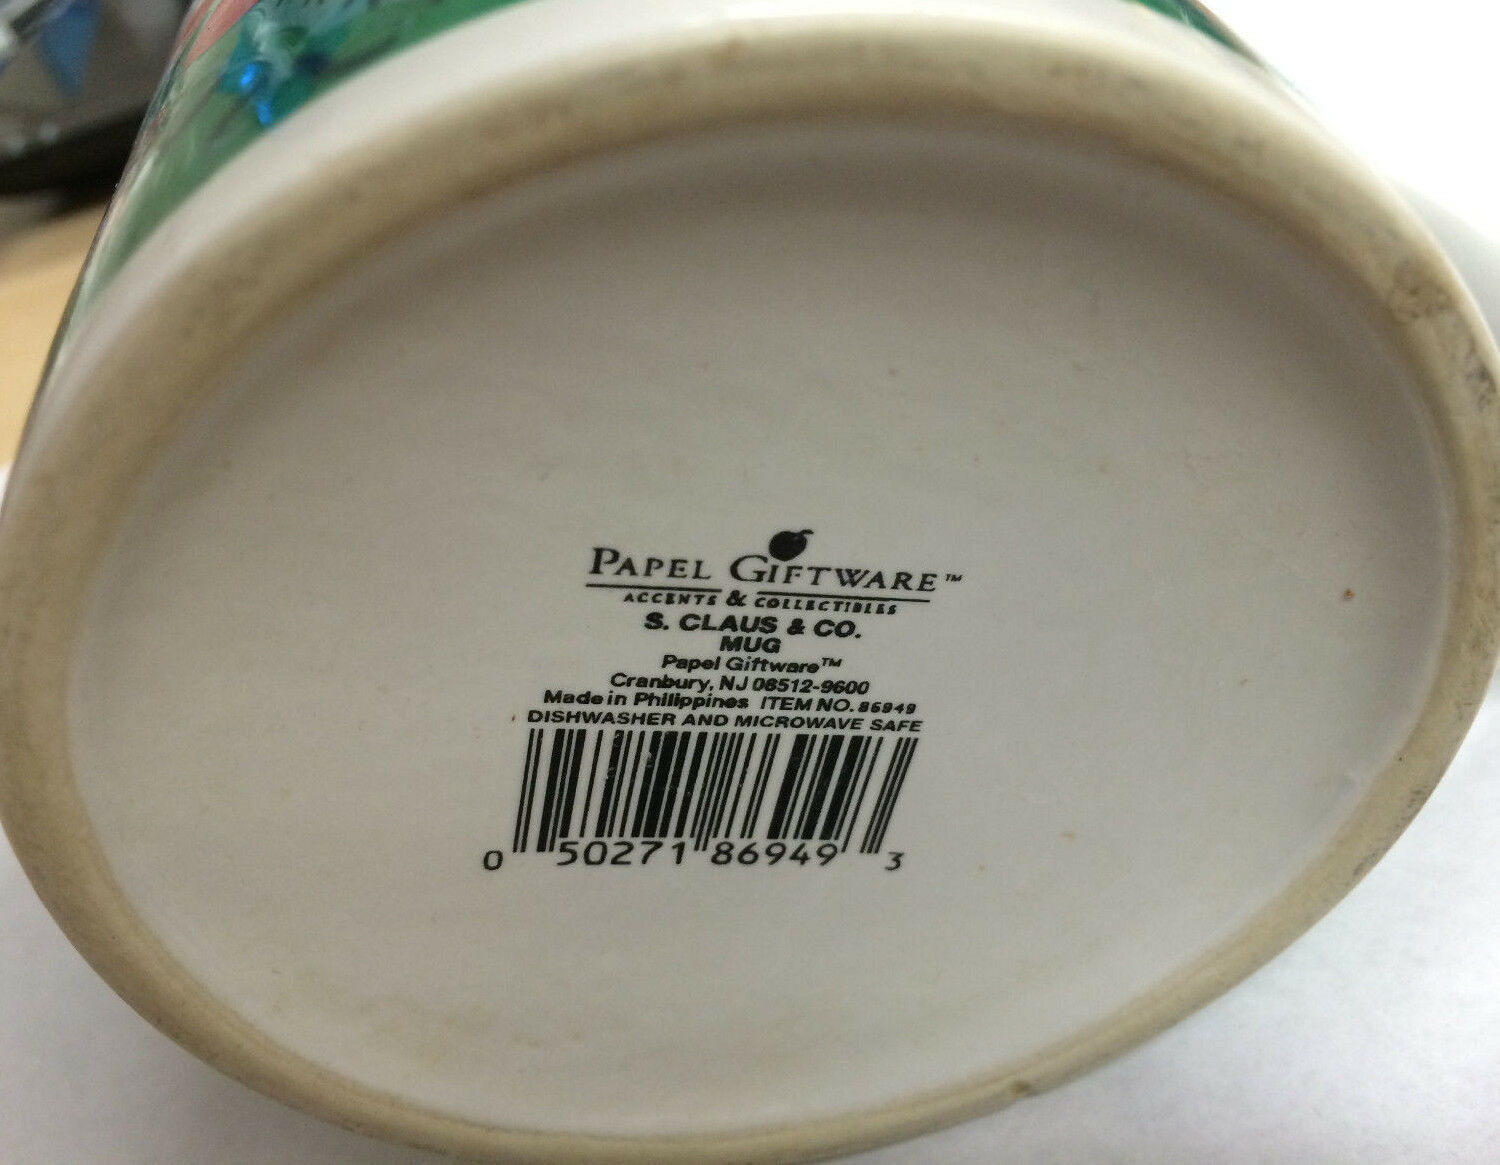 PAPEL GIFTWARE™
ACCENTS & COLLECTIBLES
S. CLAUS & CO.
MUG
Papel Giftware™
Cranbury, NJ 08512-9600
Made in Philippines ITEM NO. 86949
DISHWASHER AND MICROWAVE SAFE
0 50271 86949 3